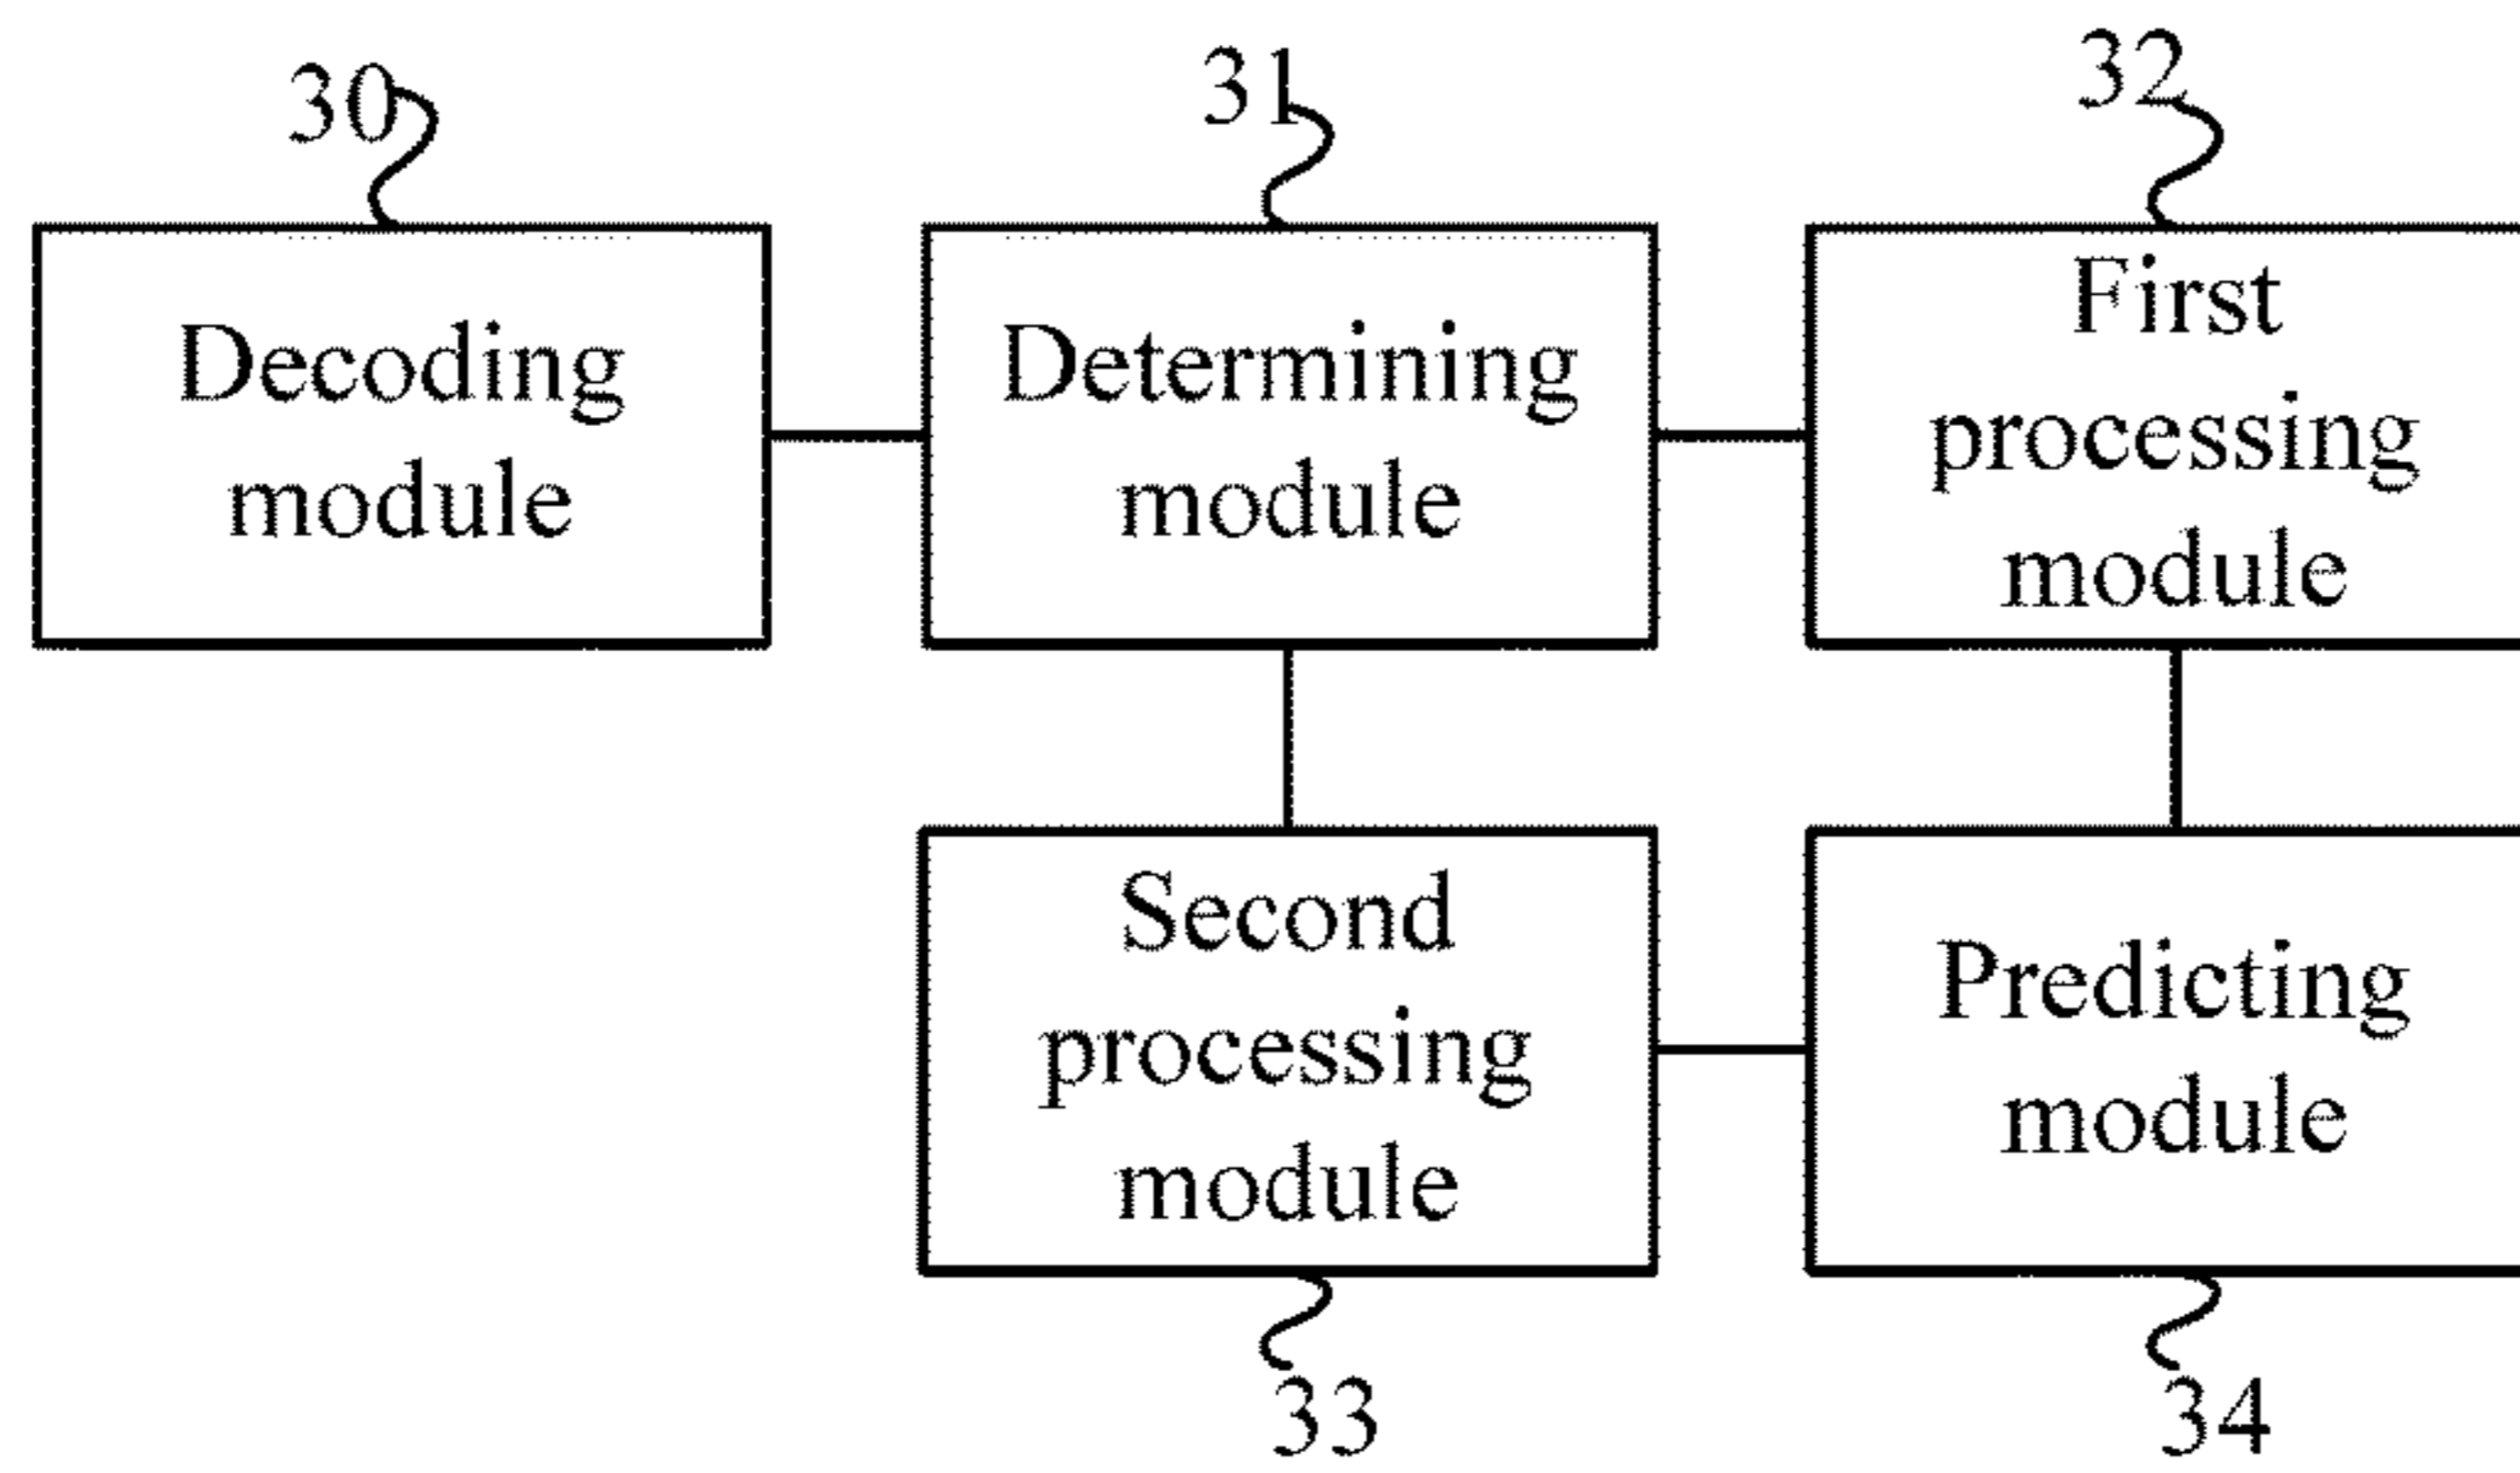 30
31
32
Decoding
module
Determining
module
First
processing
module
Second
processing
module
Predicting
module
33
34